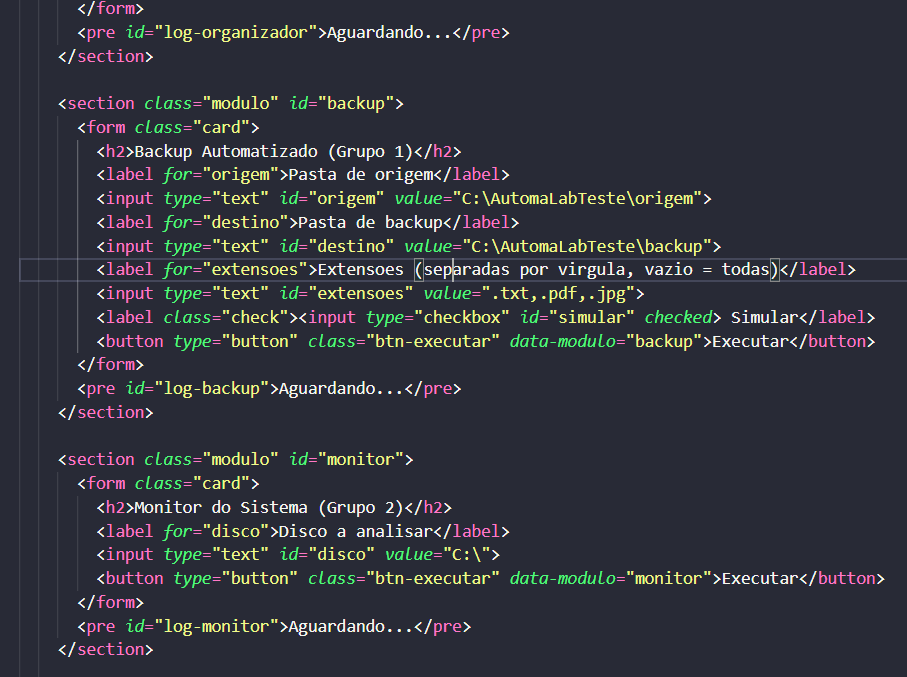 </form>
<pre id="log-organizador">Aguardando...</pre>
</section>
<section class="modulo" id="backup">
<form class="card">
<h2>Backup Automatizado (Grupo 1)</h2>
<label for="origem">Pasta de origem</label>
<input type="text" id="origem" value="C:\AutomaLabTeste\origem">
<label for="destino">Pasta de backup</label>
<input type="text" id="destino" value="C:\AutomaLabTeste\backup">
<label for="extensoes">Extensoes (separadas por virgula, vazio = todas)</label>
<input type="text" id="extensoes" value=".txt,.pdf,.jpg">
<label class="check"><input type="checkbox" id="simular" checked> Simular</label>
<button type="button" class="btn-executar" data-modulo="backup">Executar</button>
</form>
<pre id="log-backup">Aguardando...</pre>
</section>
<section class="modulo" id="monitor">
<form class="card">
<h2>Monitor do Sistema (Grupo 2)</h2>
<label for="disco">Disco a analisar</label>
<input type="text" id="disco" value="C:\">
<button type="button" class="btn-executar" data-modulo="monitor">Executar</button>
</form>
<pre id="log-monitor">Aguardando...</pre>
</section>